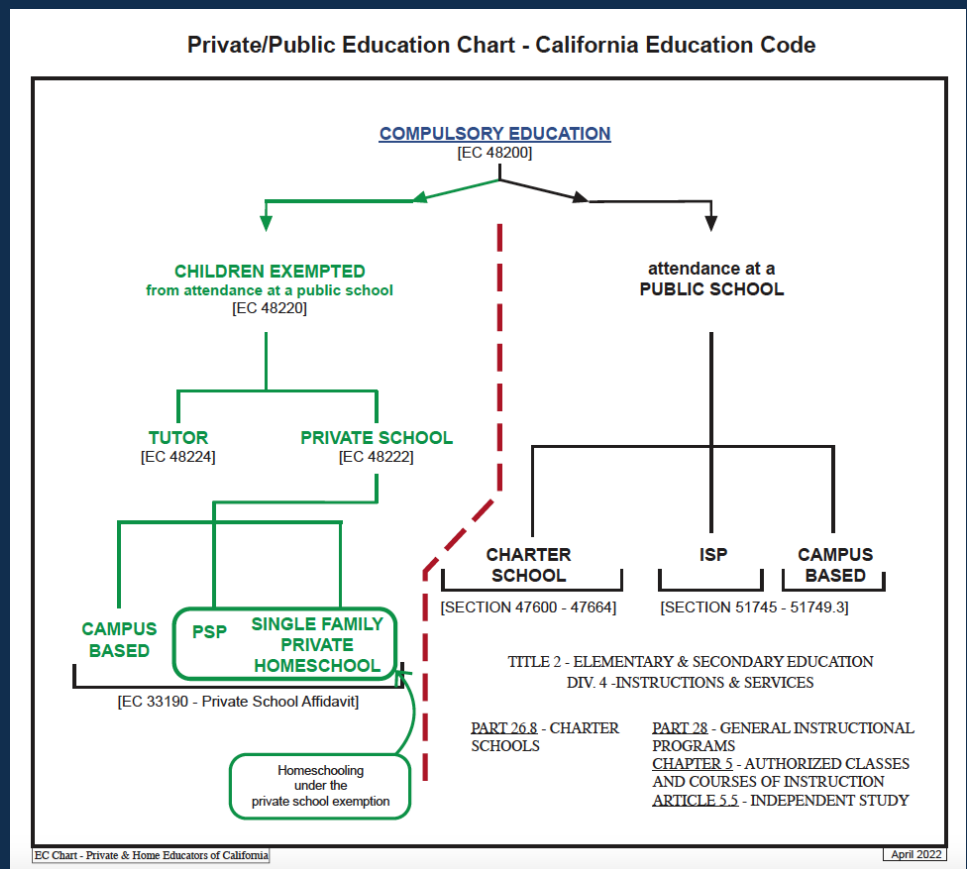 Private/Public Education Chart - California Education Code
COMPULSORY EDUCATION
[EC 48200]
CHILDREN EXEMPTED
from attendance at a public school
[EC 48220]
attendance at a
PUBLIC SCHOOL
TUTOR
[EC 48224]
PRIVATE SCHOOL
[EC 48222]
CHARTER
SCHOOL
[SECTION 47600 - 47664]
ISP
CAMPUS
BASED
[SECTION 51745 - 51749.3]
CAMPUS
BASED
PSP
SINGLE FAMILY
PRIVATE
HOMESCHOOL
[EC 33190 - Private School Affidavit]
Homeschooling
under the
private school exemption
TITLE 2 - ELEMENTARY & SECONDARY EDUCATION
DIV. 4 -INSTRUCTIONS & SERVICES
PART 26.8 - CHARTER
SCHOOLS
PART 28 - GENERAL INSTRUCTIONAL
PROGRAMS
CHAPTER 5 - AUTHORIZED CLASSES
AND COURSES OF INSTRUCTION
ARTICLE 5.5 - INDEPENDENT STUDY
EC Chart - Private & Home Educators of California
April 2022